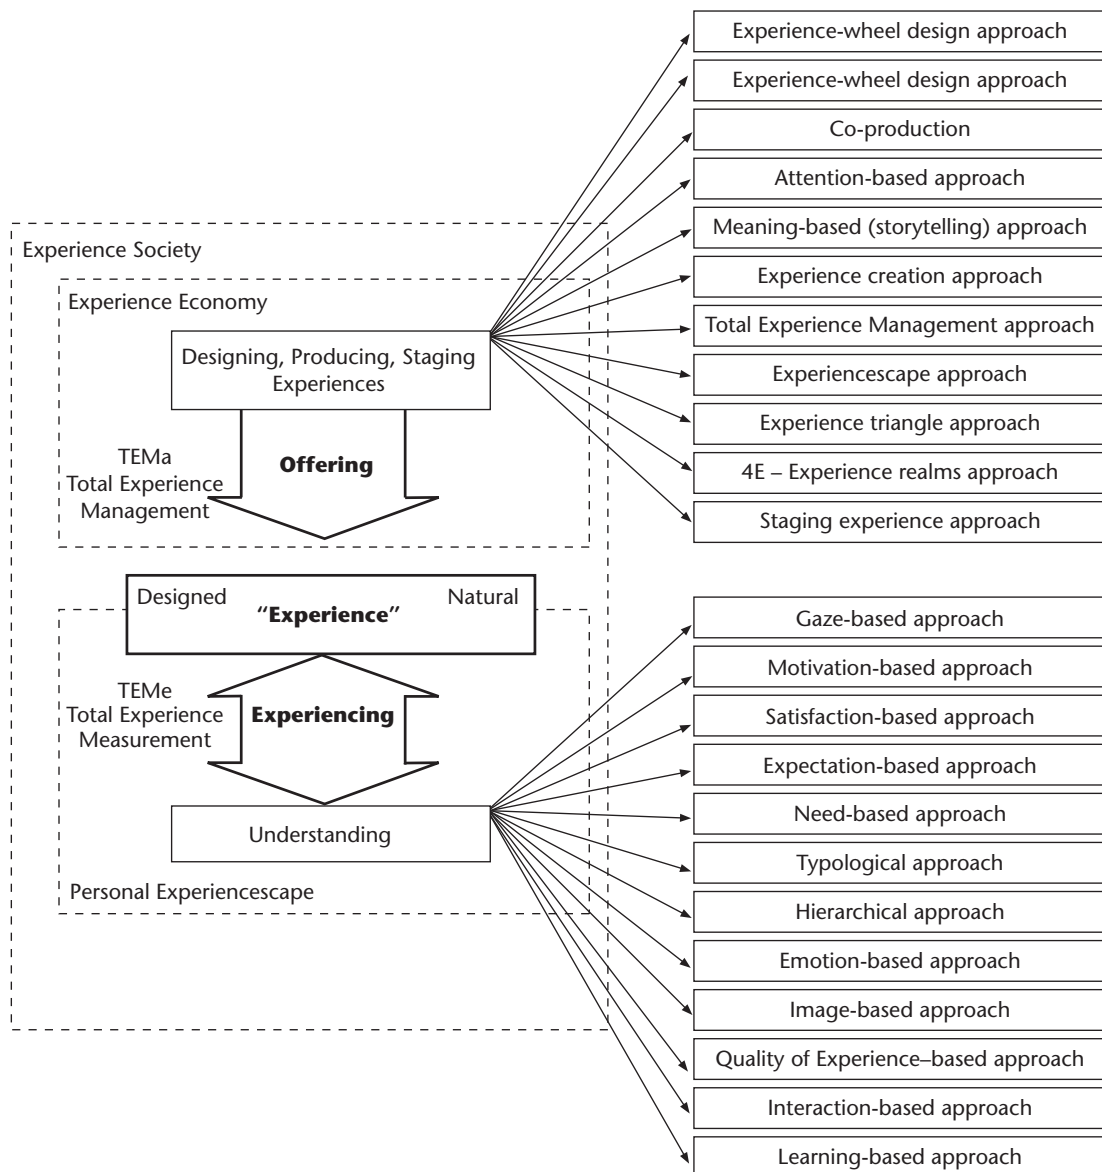 Experience-wheel design approach
Experience-wheel design approach
Co-production
Attention-based approach
Meaning-based (storytelling) approach
Experience creation approach
Total Experience Management approach
Experiencescape approach
Experience triangle approach
4E – Experience realms approach
Staging experience approach
Experience Society
Experience Economy
Designing, Producing, Staging
Experiences
TEMa
Total Experience
Management
Offering
Designed
Natural
“Experience”
TEMe
Total Experience
Measurement
Experiencing
Understanding
Personal Experiencescape
Gaze-based approach
Motivation-based approach
Satisfaction-based approach
Expectation-based approach
Need-based approach
Typological approach
Hierarchical approach
Emotion-based approach
Image-based approach
Quality of Experience–based approach
Interaction-based approach
Learning-based approach